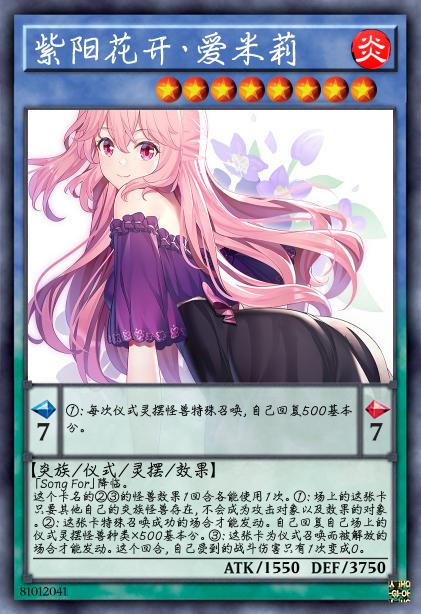 紫阳花开·爱米莉
炎
①：每次仪式灵摆怪兽特殊召唤，自己回复500基本
分。
7
7
【炎族/仪式/灵摆/效果】
「Song For」降临。
这个卡名的②③的怪兽效果1回合各能使用1次。①：场上的这张卡
只要其他自己的炎族怪兽存在，不会成为攻击对象以及效果的对
象。②：这张卡特殊召唤成功的场合才能发动。自己回复自己场上的
仪式灵摆怪兽种类×500基本分。③：这张卡为仪式召唤而被解放的
场合才能发动。这个回合，自己受到的战斗伤害只有1次变成0。
ATK/1550 DEF/3750
81012041